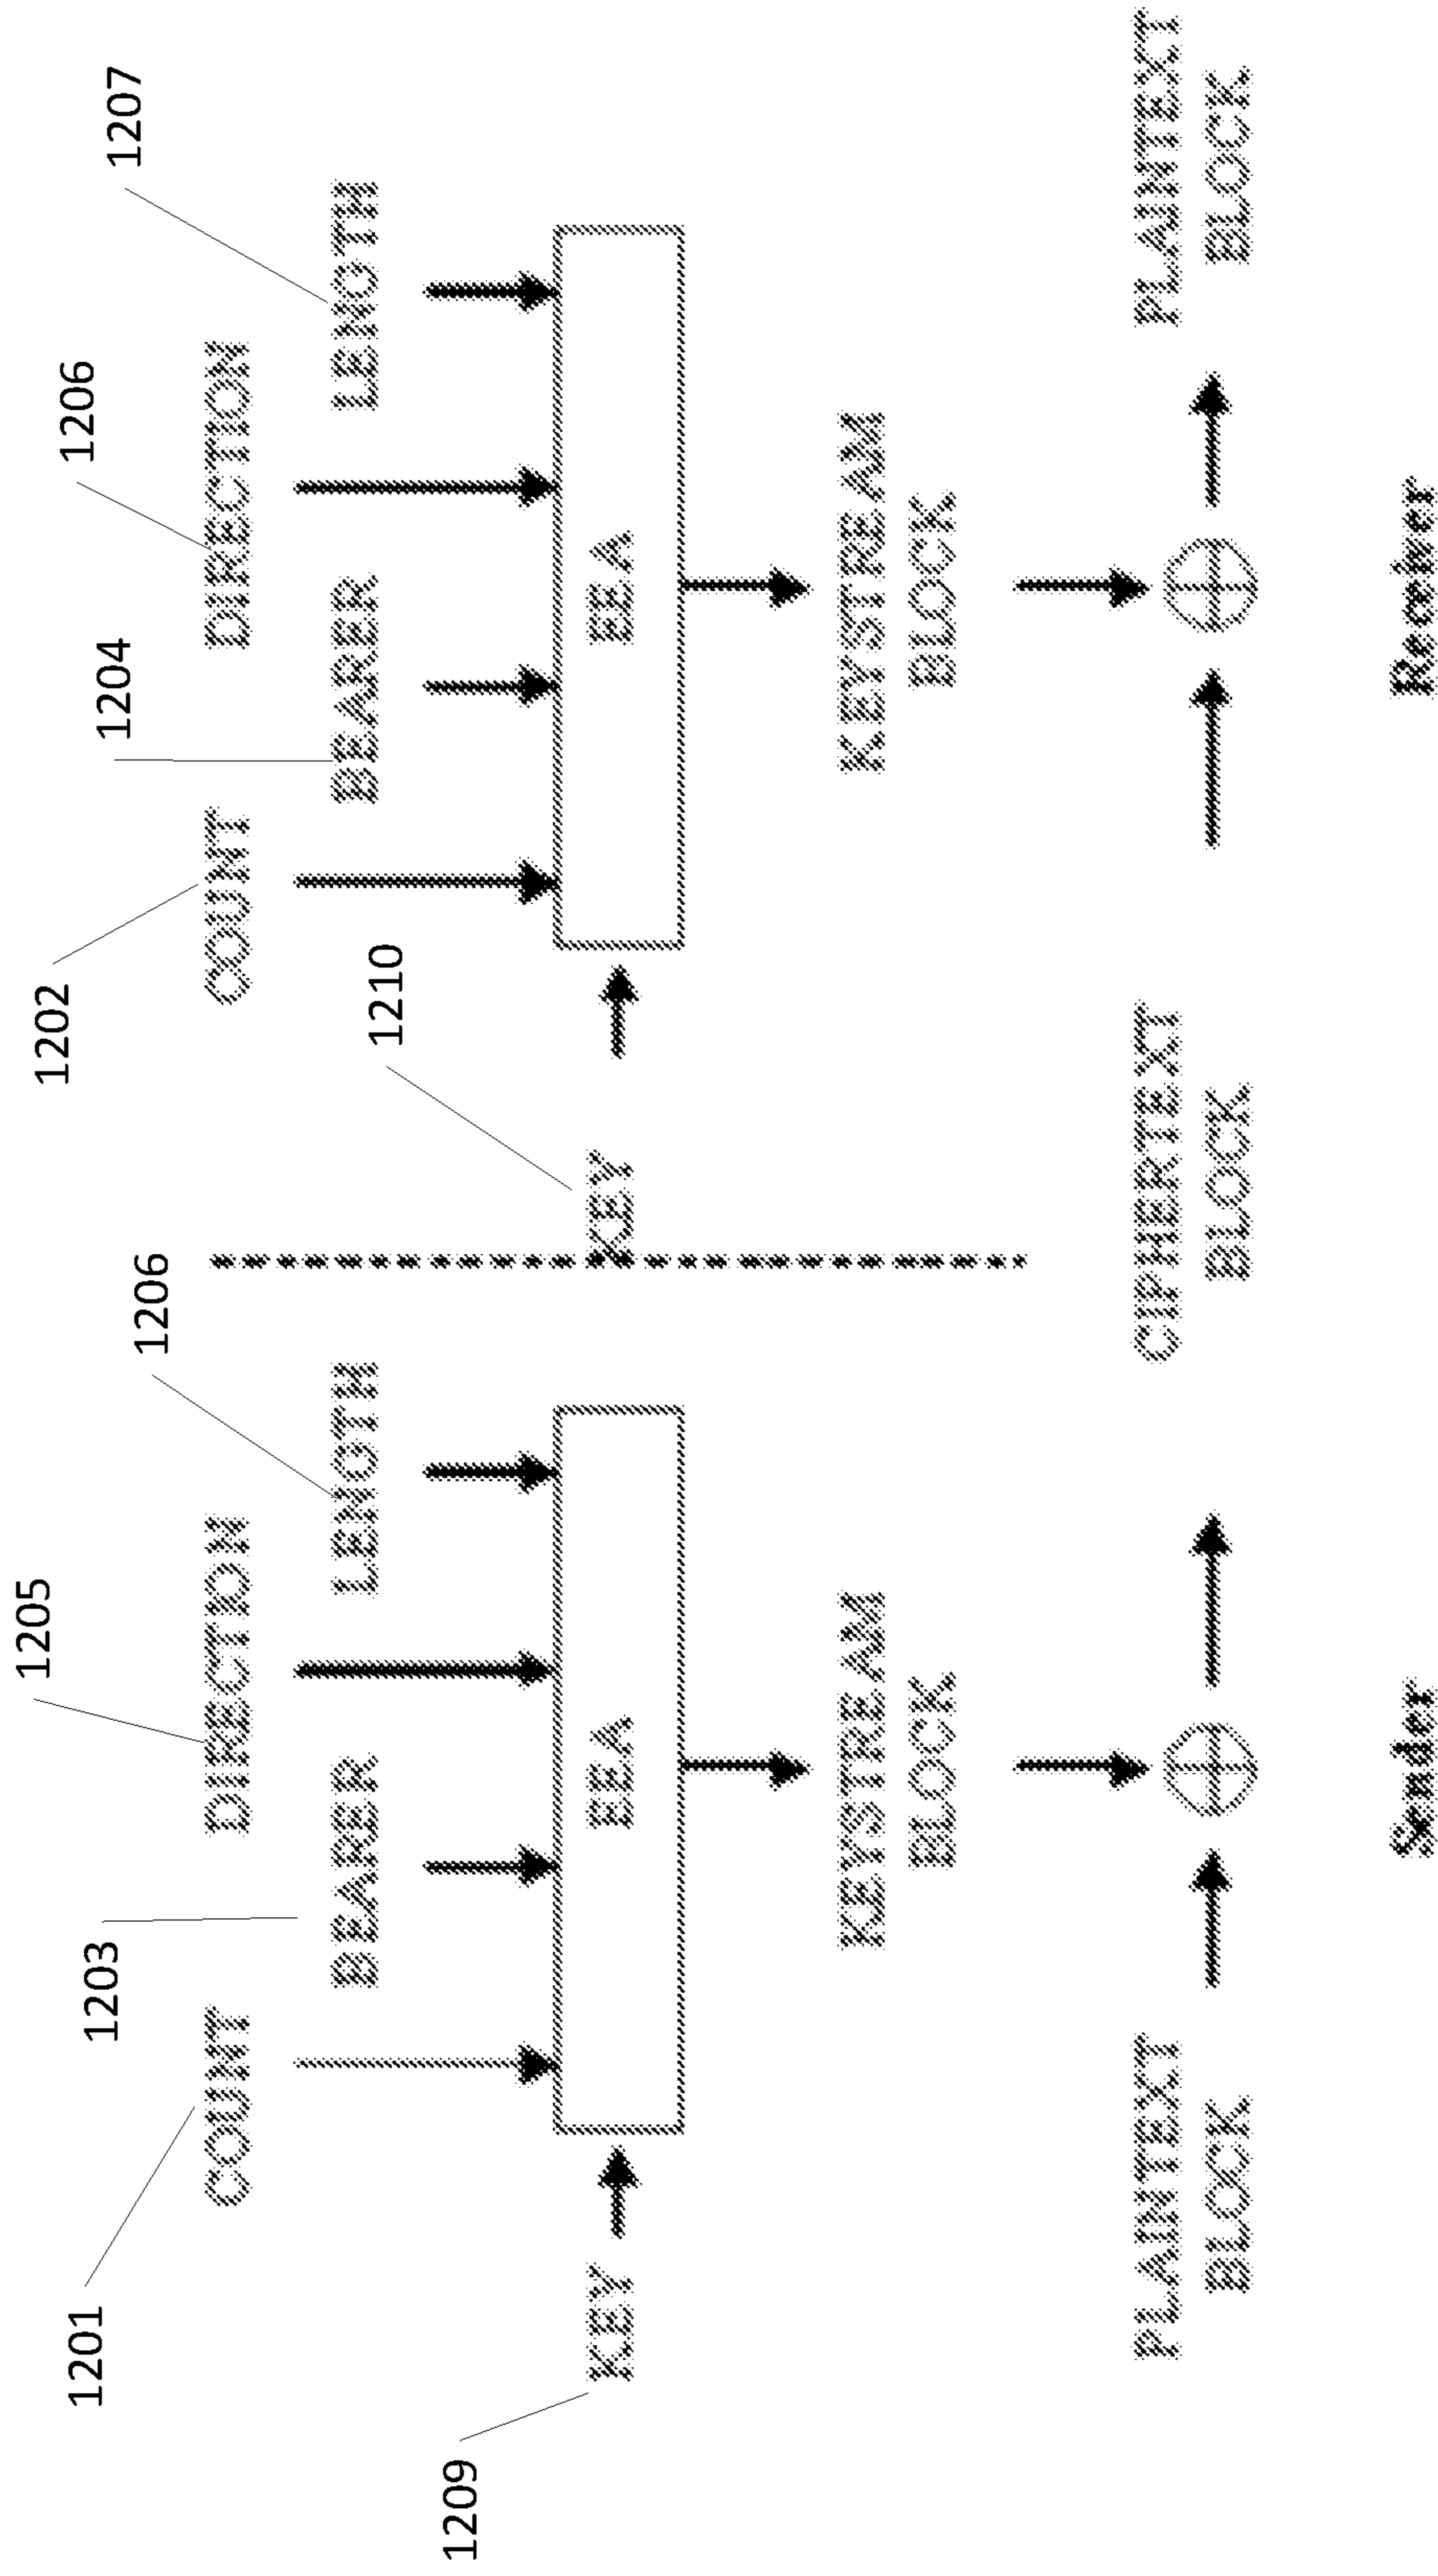 1201
1205
1202
1206
COUNT
DIRECTION
COUNT
DIRECTION
1203
1206
1204
1207
BEARER
LENGTH
BEARER
LENGTH
1210
1209
KEY
EEA
KEY
EEA
KEYSTREAM
BLOCK
KEYSTREAM
BLOCK
PLAINTEXT
BLOCK
CIPHERTEXT
BLOCK
PLAINTEXT
BLOCK
Sender
Receiver